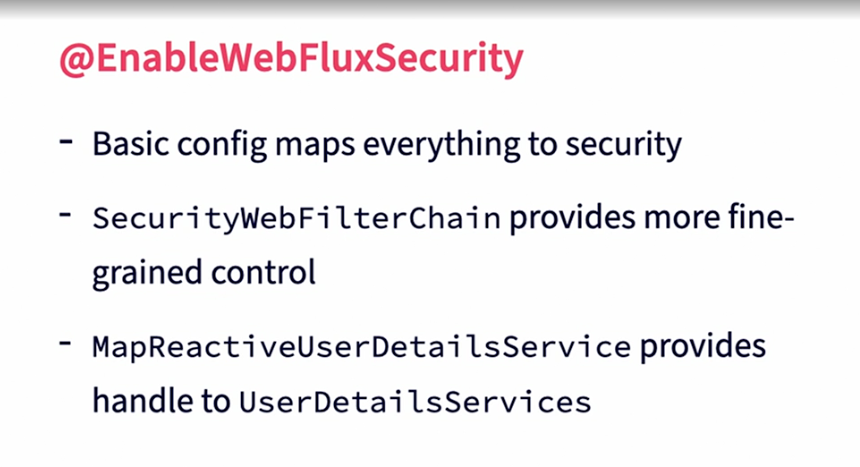 @EnableWebFluxSecurity
- Basic config maps everything to security
- SecurityWebFilterChain provides more fine-
grained control
- MapReactiveUserDetailsService provides
handle to UserDetailsServices